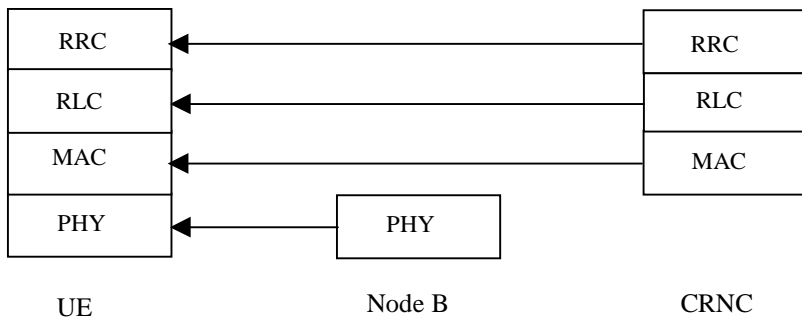 RRC
RRC
RLC
RLC
MAC
MAC
PHY
PHY
UE
Node B
CRNC